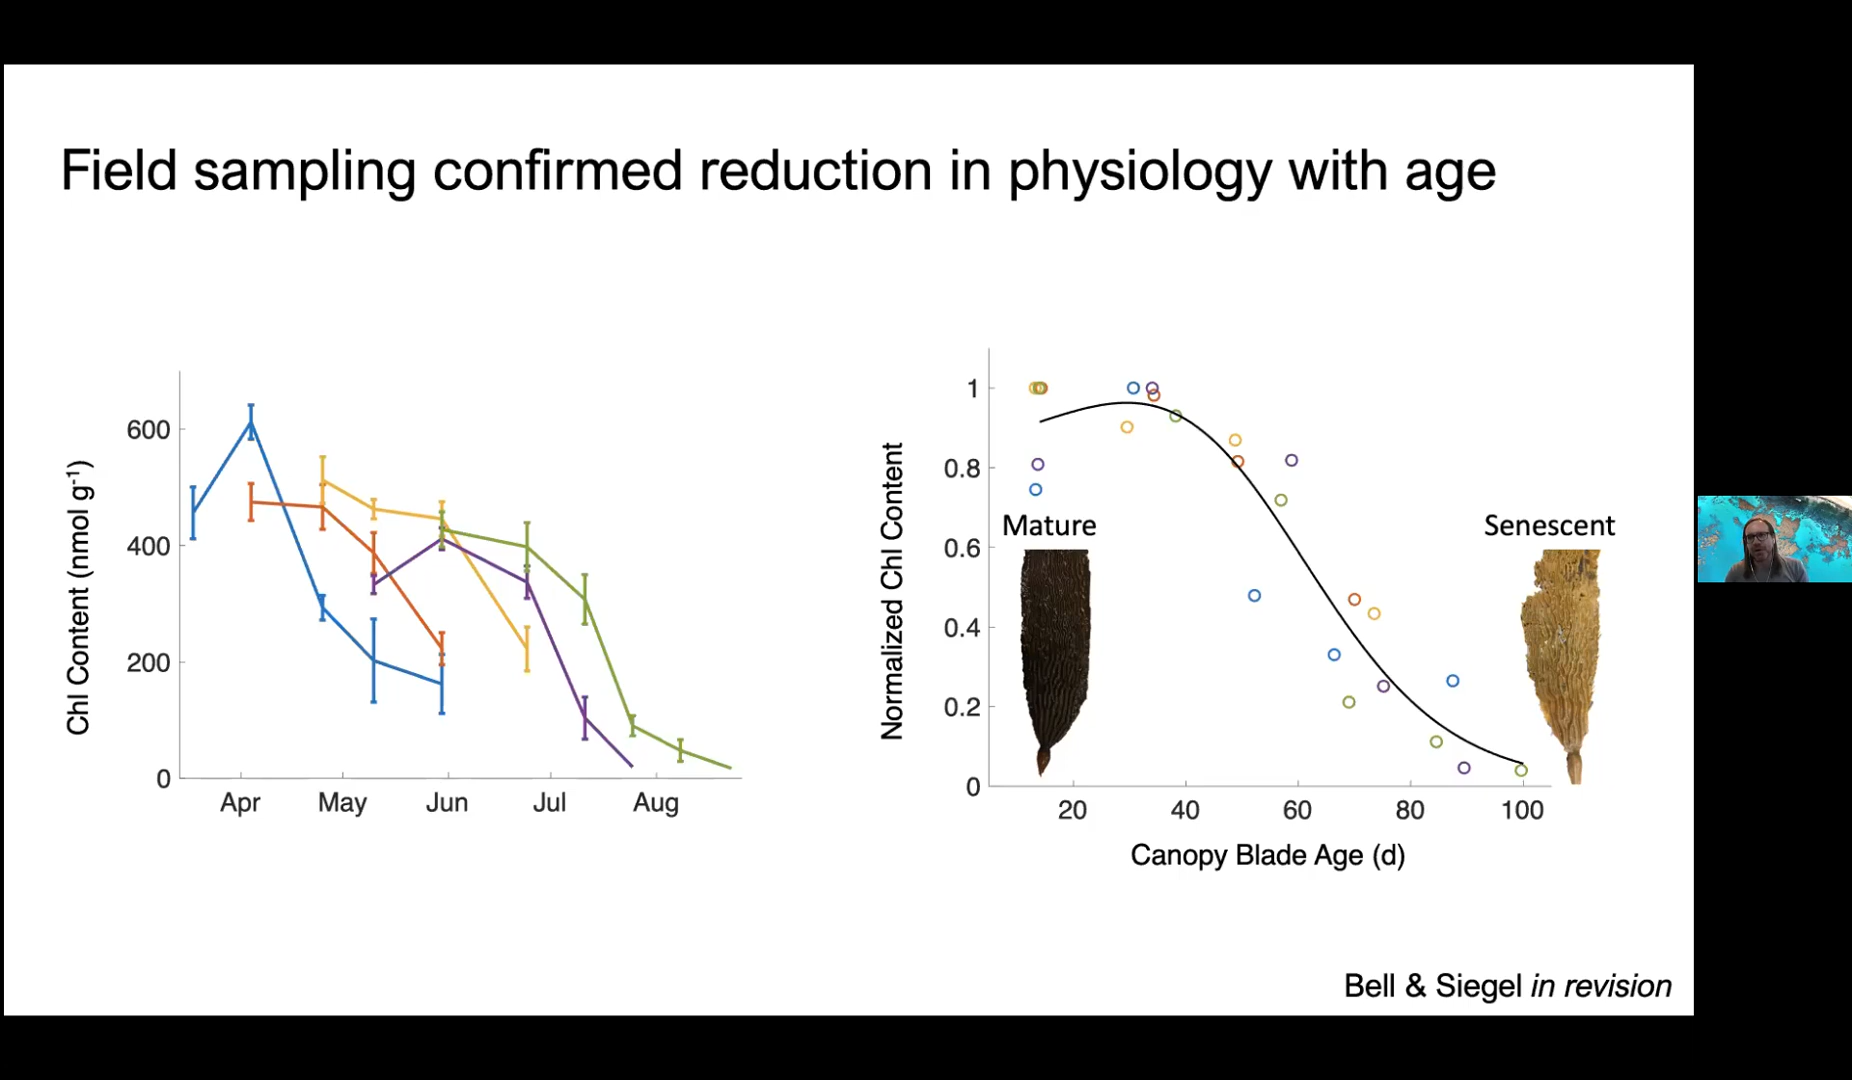 Field sampling confirmed reduction in physiology with age
Chl Content (nmol g⁻¹)
600
400
200
0
Apr May Jun Jul Aug
Normalized Chl Content
1
0.8
0.6
0.4
0.2
0
Mature
Senescent
20 40 60 80 100
Canopy Blade Age (d)
Bell & Siegel in revision